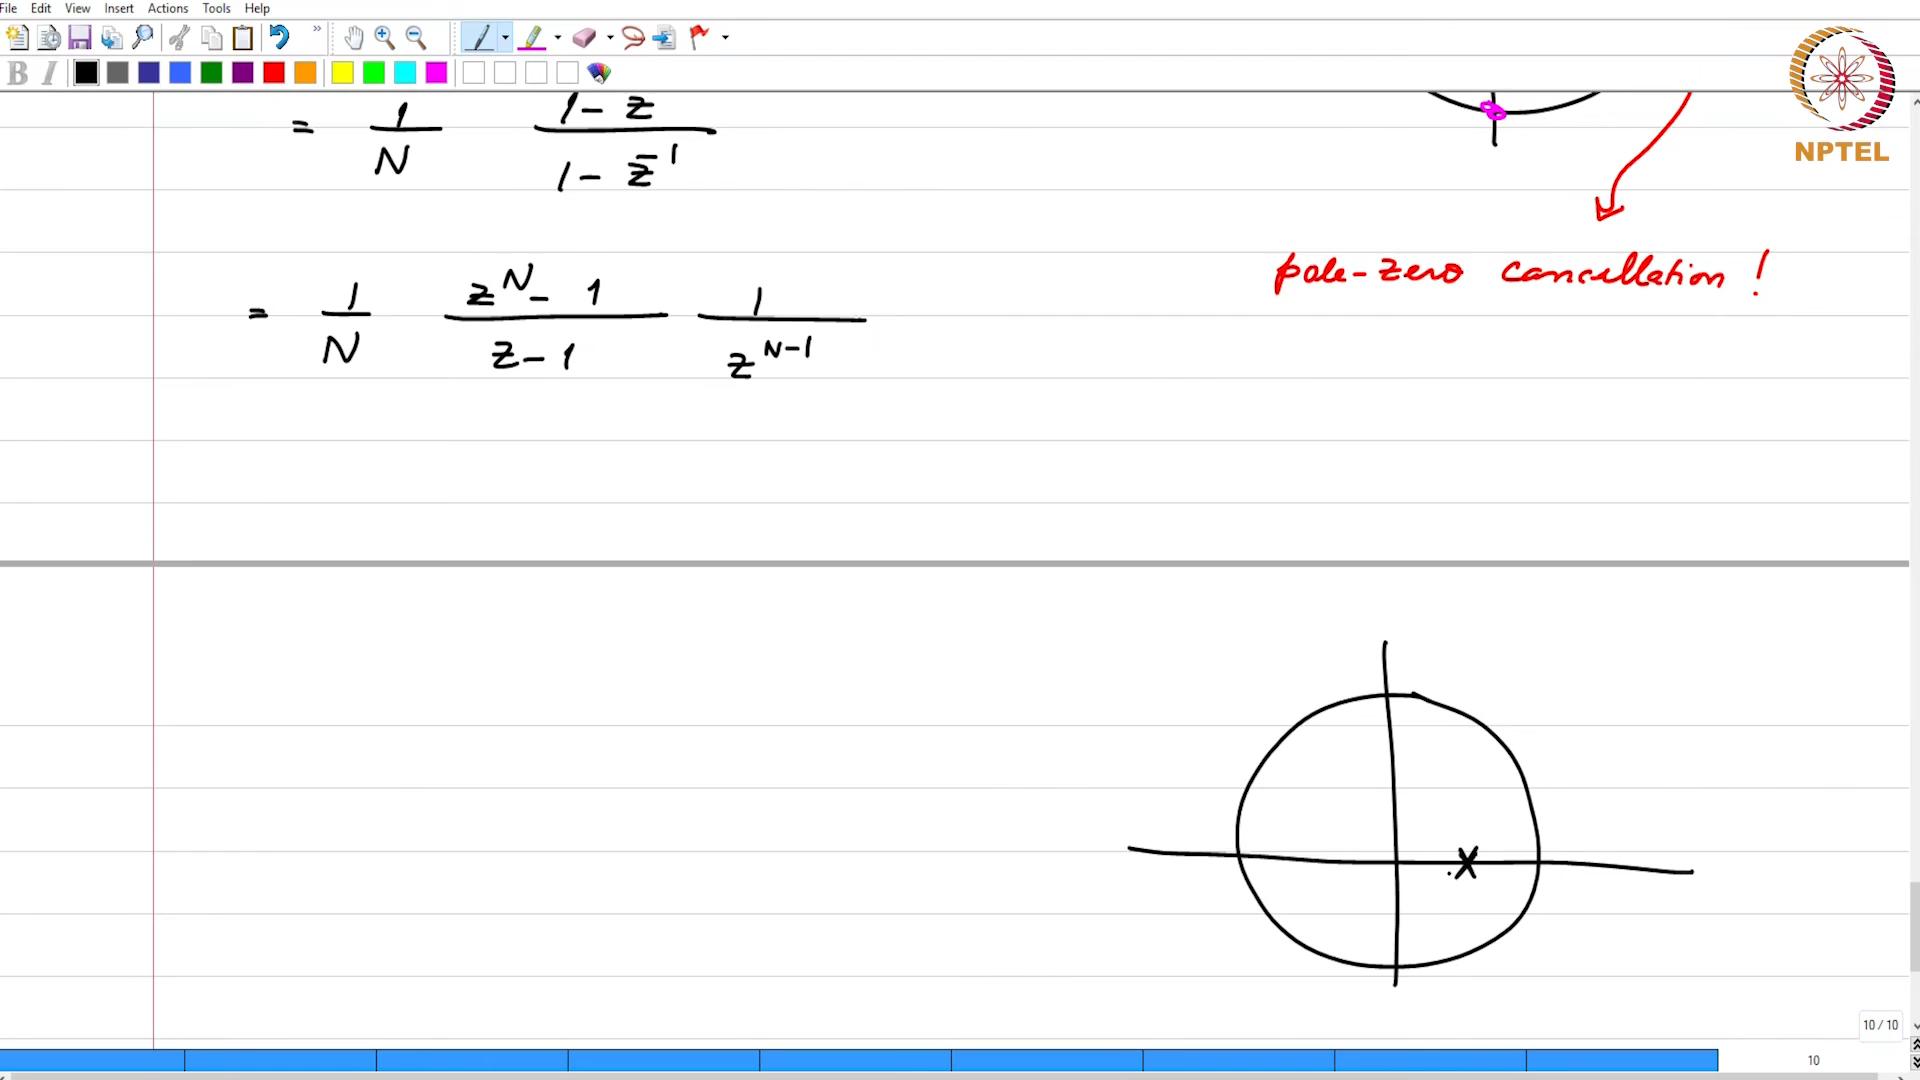 File Edit View Insert Actions Tools Help
»
B I
NPTEL
= 1/N (1 - z)/(1 - z^-1)
pole-zero cancellation !
= 1/N (z^N - 1)/(z - 1) 1/z^(N-1)
x
10 / 10
10